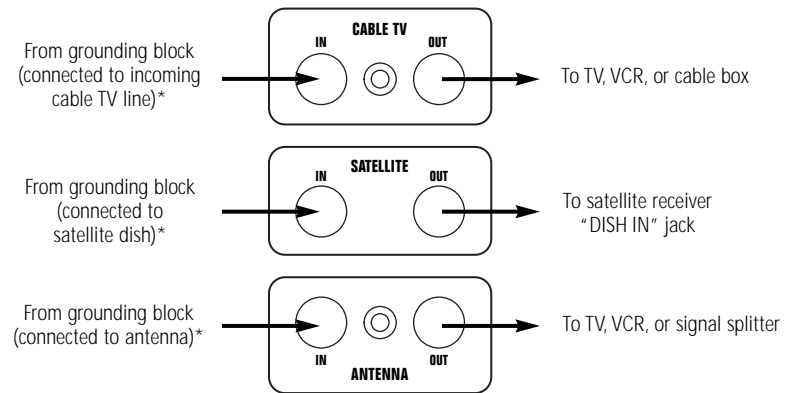 CABLE TV
IN
OUT
From grounding block
(connected to incoming
cable TV line)*
To TV, VCR, or cable box
SATELLITE
IN
OUT
From grounding block
(connected to
satellite dish)*
To satellite receiver
"DISH IN" jack
From grounding block
(connected to antenna)*
To TV, VCR, or signal splitter
IN
OUT
ANTENNA